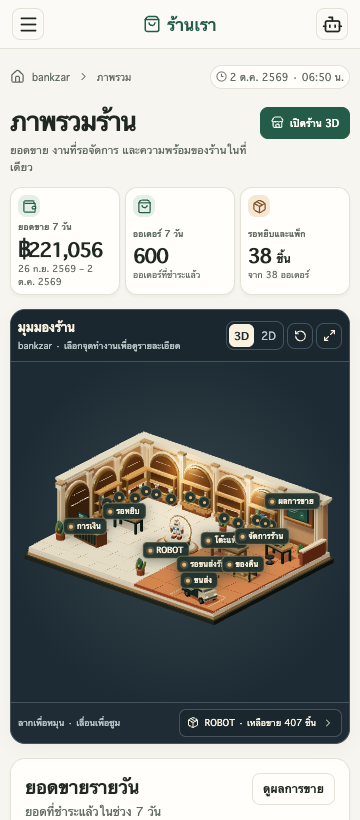 ร้านเรา
bankzar > ภาพรวม
2 ต.ค. 2569 · 06:50 น.
ภาพรวมร้าน
เปิดร้าน 3D
ยอดขาย งานที่รอจัดการ และความพร้อมของร้านในที่
เดียว
ยอดขาย 7 วัน
฿221,056
26 ก.ย. 2569 – 2
ต.ค. 2569
ออเดอร์ 7 วัน
600
ออเดอร์ที่ชำระแล้ว
รอหยิบและแพ็ก
38 ชิ้น
จาก 38 ออเดอร์
มุมมองร้าน
bankzar · เลือกจุดทำงานเพื่อดูรายละเอียด
3D 2D
ผลการขาย
รอหยิบ
การเงิน
จัดการร้าน
ROBOT
ของคืน
ขนส่ง
ลากเพื่อหมุน · เลื่อนเพื่อซูม
ROBOT · เหลือขาย 407 ชิ้น
ยอดขายรายวัน
ดูผลการขาย
ยอดที่ชำระแล้วในช่วง 7 วัน